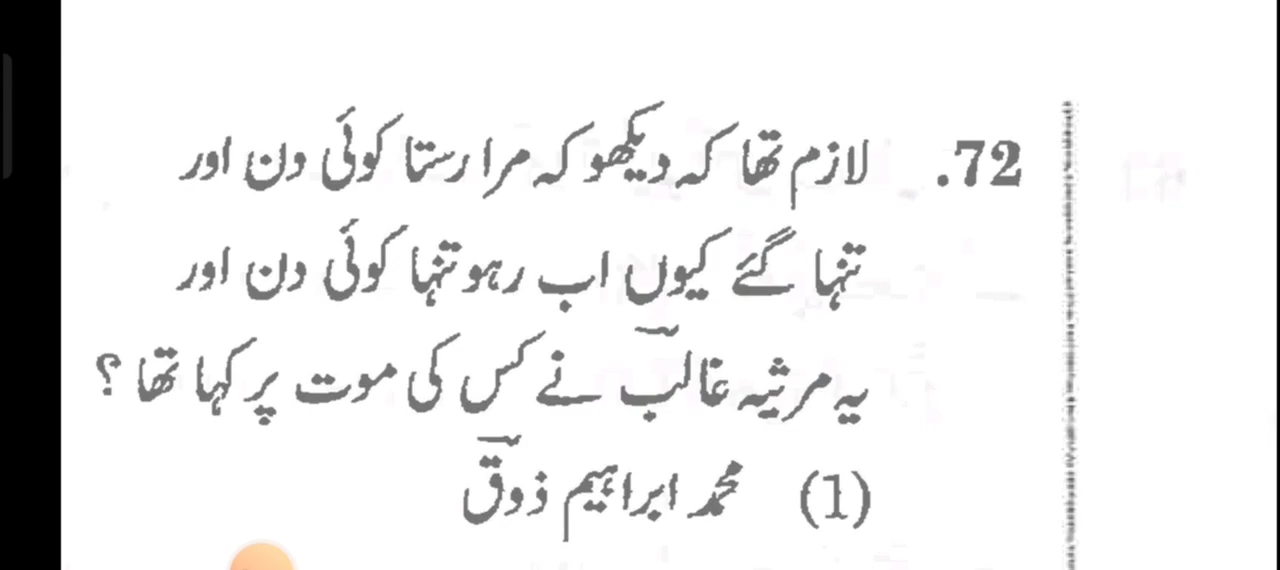 72. لازم تھا کہ دیکھو کہ مرا رستا کوئی دن اور
تنہا گئے کیوں اب رہو تنہا کوئی دن اور
یہ مرثیہ غالبؔ نے کس کی موت پر کہا تھا ؟
(1) محمد ابراہیم ذوقؔ